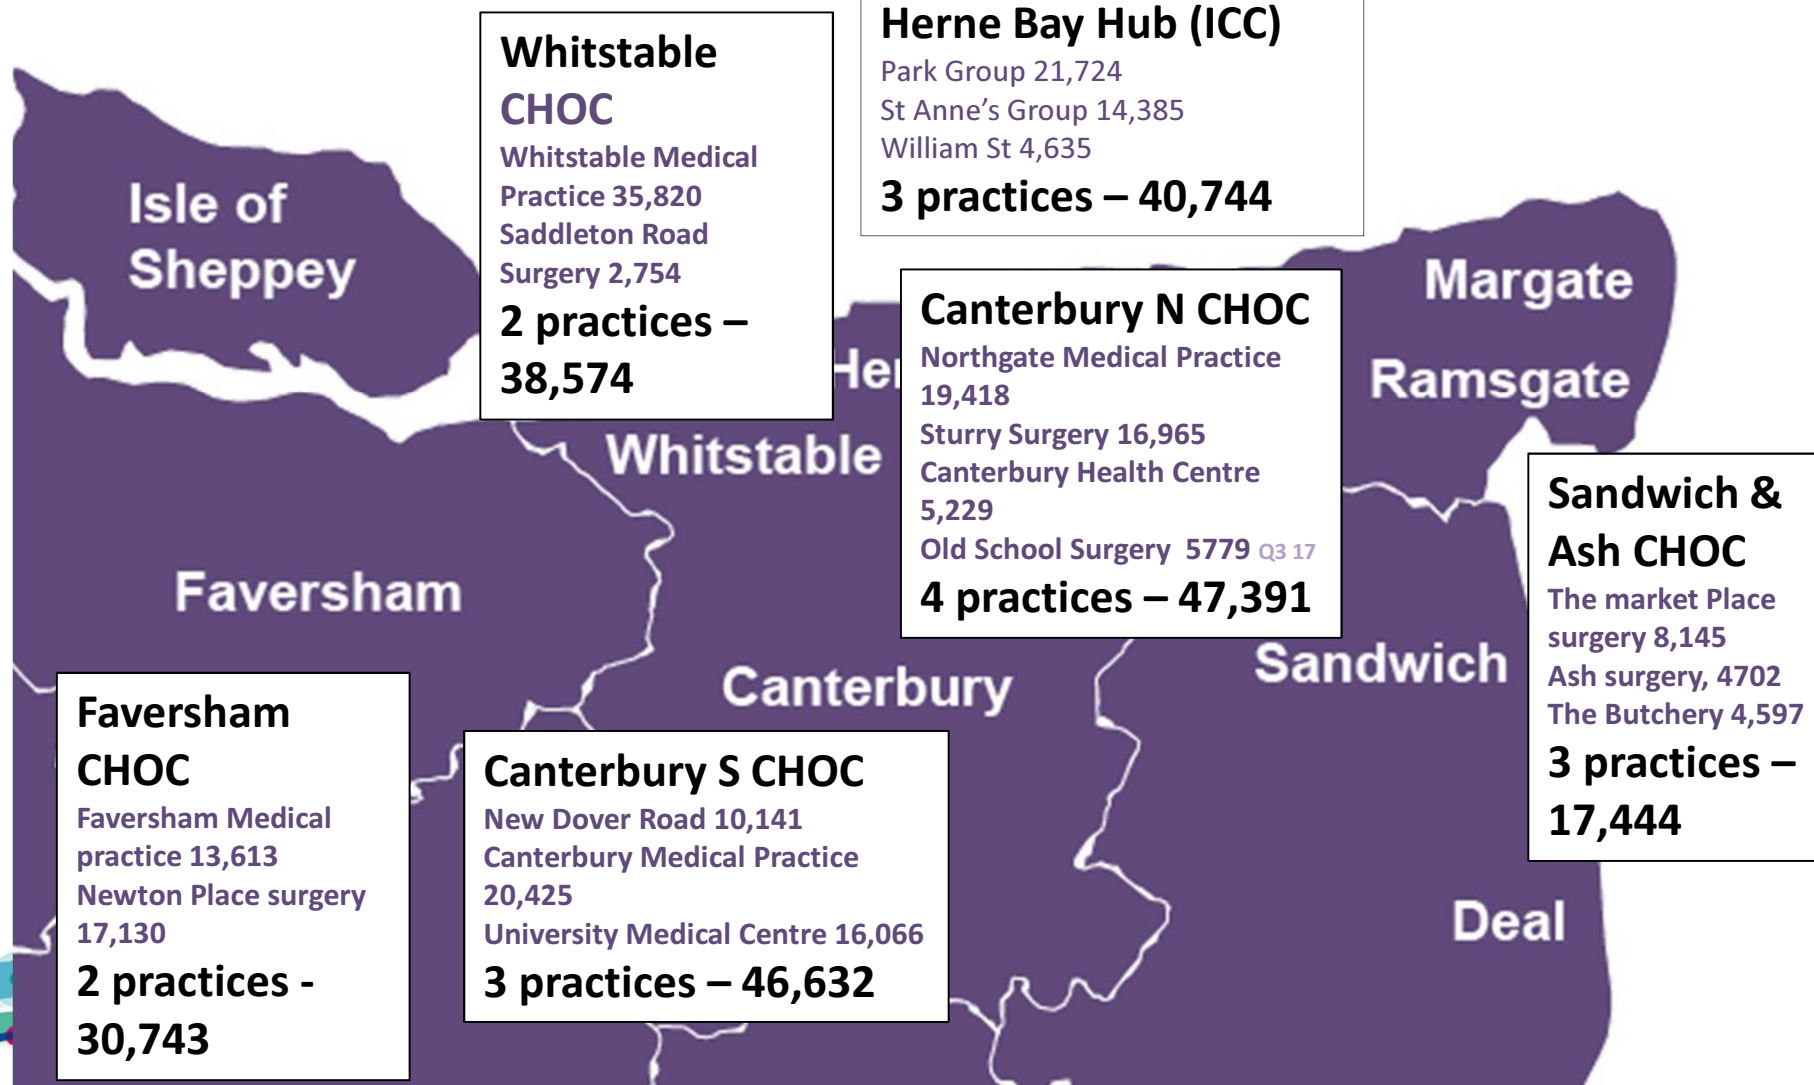 Whitstable
CHOC
Whitstable Medical
Practice 35,820
Saddleton Road
Surgery 2,754
2 practices –
38,574
Herne Bay Hub (ICC)
Park Group 21,724
St Anne’s Group 14,385
William St 4,635
3 practices – 40,744
Isle of
Sheppey
Margate
Ramsgate
Her
Whitstable
Canterbury N CHOC
Northgate Medical Practice
19,418
Sturry Surgery 16,965
Canterbury Health Centre
5,229
Old School Surgery 5779 Q3 17
4 practices – 47,391
Sandwich &
Ash CHOC
The market Place
surgery 8,145
Ash surgery, 4702
The Butchery 4,597
3 practices –
17,444
Faversham
Canterbury
Sandwich
Faversham
CHOC
Faversham Medical
practice 13,613
Newton Place surgery
17,130
2 practices -
30,743
Canterbury S CHOC
New Dover Road 10,141
Canterbury Medical Practice
20,425
University Medical Centre 16,066
3 practices – 46,632
Deal